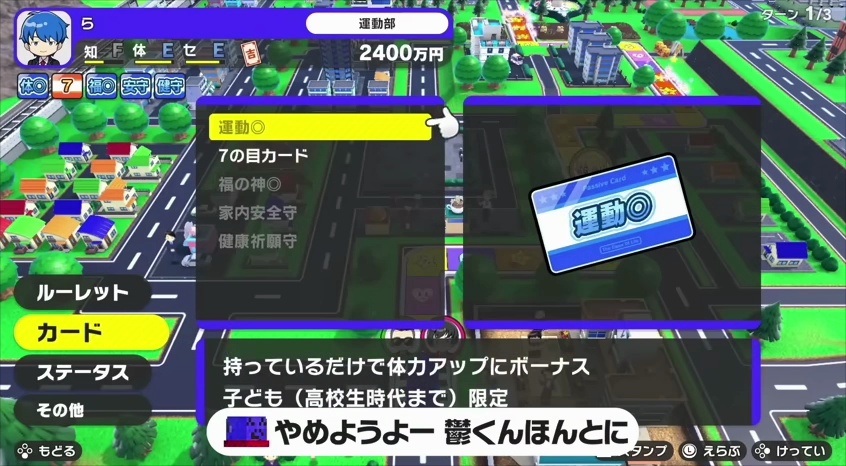 ら
運動部
ターン 1/3
知 F 体 E セ E
吉
2400万円
体◎ 7 福◎ 安守 健守
運動◎
7の目カード
福の神◎
家内安全守
健康祈願守
Passive Card
運動◎
ルーレット
カード
ステータス
その他
持っているだけで体力アップにボーナス
子ども（高校生時代まで）限定
やめようよー 鬱くんほんとに
もどる
スタンプ
えらぶ
けってい